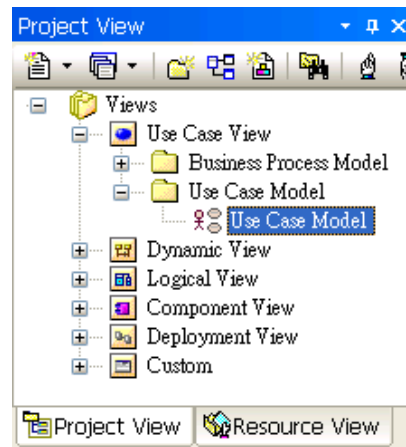 Project View
Views
Use Case View
Business Process Model
Use Case Model
Use Case Model
Dynamic View
Logical View
Component View
Deployment View
Custom
Project View Resource View